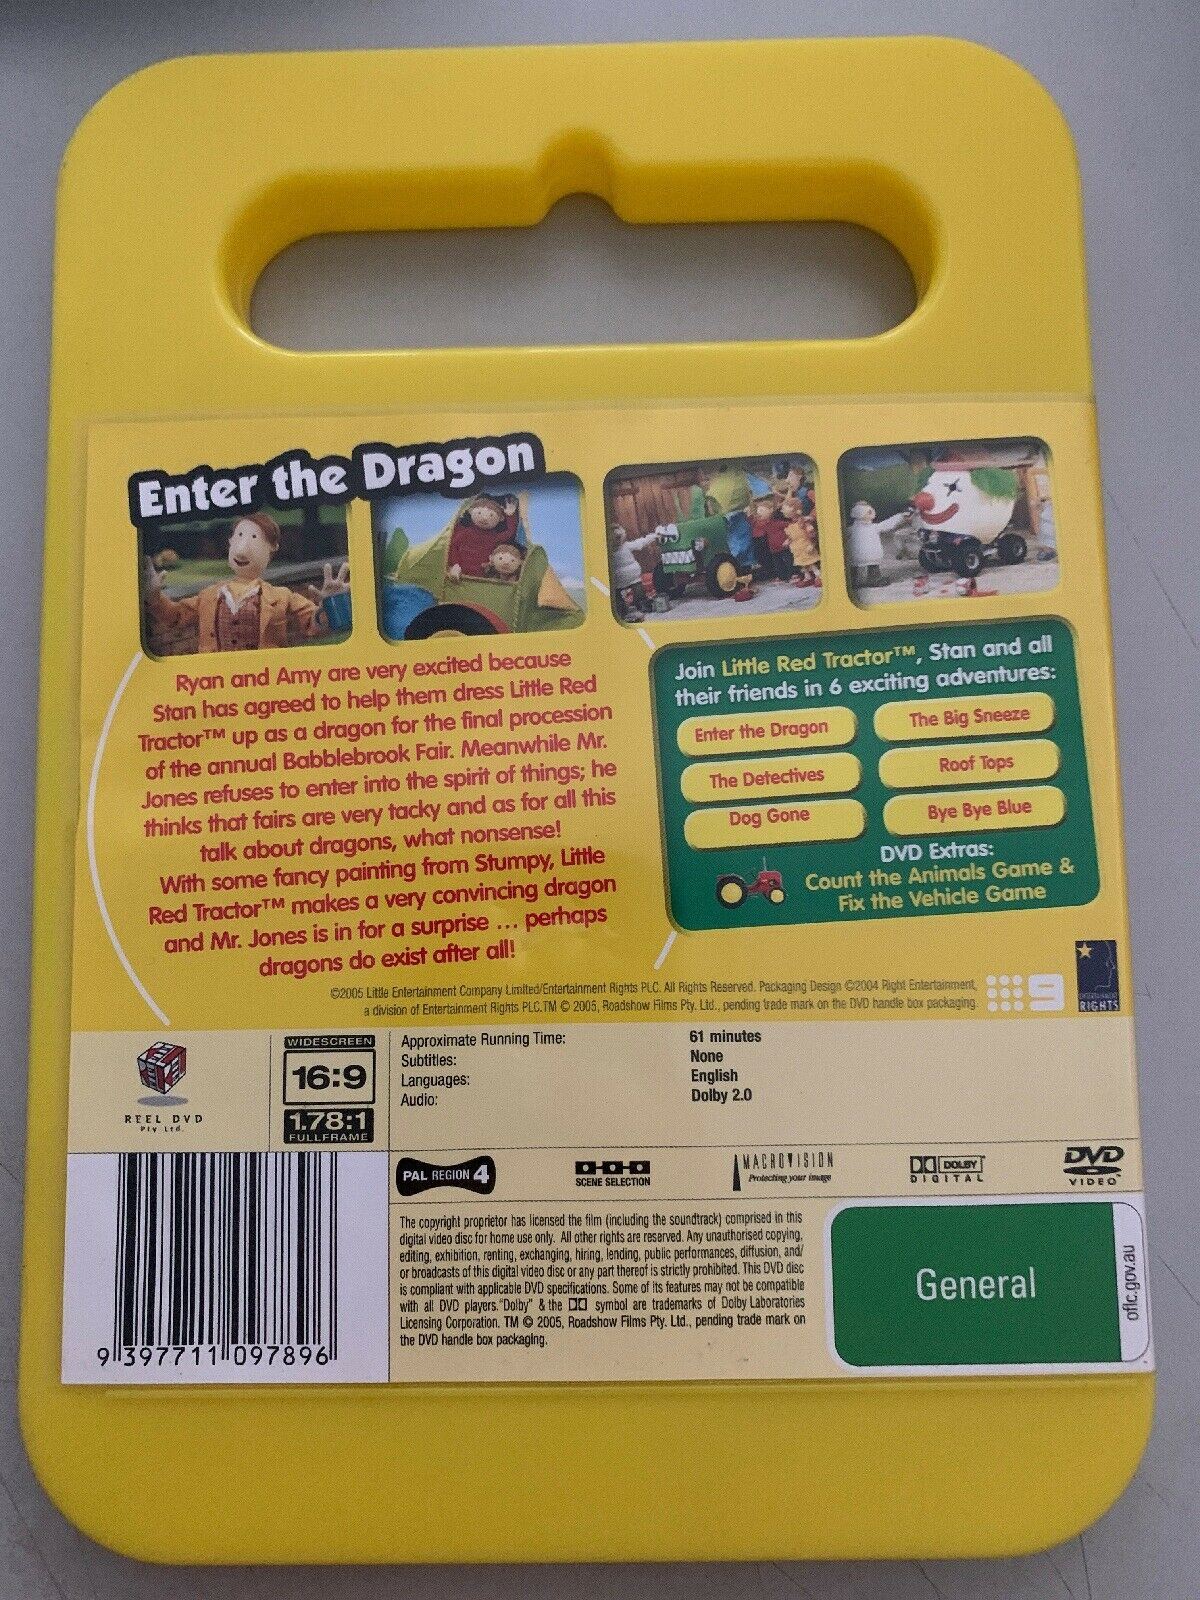 Enter the Dragon
Ryan and Amy are very excited because
Stan has agreed to help them dress Little Red
Tractor™ up as a dragon for the final procession
of the annual Babblebrook Fair. Meanwhile Mr.
Jones refuses to enter into the spirit of things; he
thinks that fairs are very tacky and as for all this
talk about dragons, what nonsense!
With some fancy painting from Stumpy, Little
Red Tractor™ makes a very convincing dragon
and Mr. Jones is in for a surprise ... perhaps
dragons do exist after all!
Join Little Red Tractor™, Stan and all
their friends in 6 exciting adventures:
Enter the Dragon
The Big Sneeze
The Detectives
Roof Tops
Dog Gone
Bye Bye Blue
DVD Extras:
Count the Animals Game &
Fix the Vehicle Game
©2005 Little Entertainment Company Limited/Entertainment Rights PLC. All Rights Reserved. Packaging Design ©2004 Right Entertainment,
a division of Entertainment Rights PLC.TM © 2005, Roadshow Films Pty. Ltd., pending trade mark on the DVD handle box packaging.
9
ENTERTAINMENT
RIGHTS
REEL DVD
Pty Ltd.
WIDESCREEN
16:9
1.78:1
FULLFRAME
Approximate Running Time: 61 minutes
Subtitles: None
Languages: English
Audio: Dolby 2.0
PAL REGION 4
SCENE SELECTION
MACROVISION
Protecting your image
DOLBY
DIGITAL
DVD
VIDEO
The copyright proprietor has licensed the film (including the soundtrack) comprised in this
digital video disc for home use only. All other rights are reserved. Any unauthorised copying,
editing, exhibition, renting, exchanging, hiring, lending, public performances, diffusion, and/
or broadcasts of this digital video disc or any part thereof is strictly prohibited. This DVD disc
is compliant with applicable DVD specifications. Some of its features may not be compatible
with all DVD players."Dolby" & the symbol are trademarks of Dolby Laboratories
Licensing Corporation. TM © 2005, Roadshow Films Pty. Ltd., pending trade mark on
the DVD handle box packaging.
General
oflc.gov.au
9 397711 097896